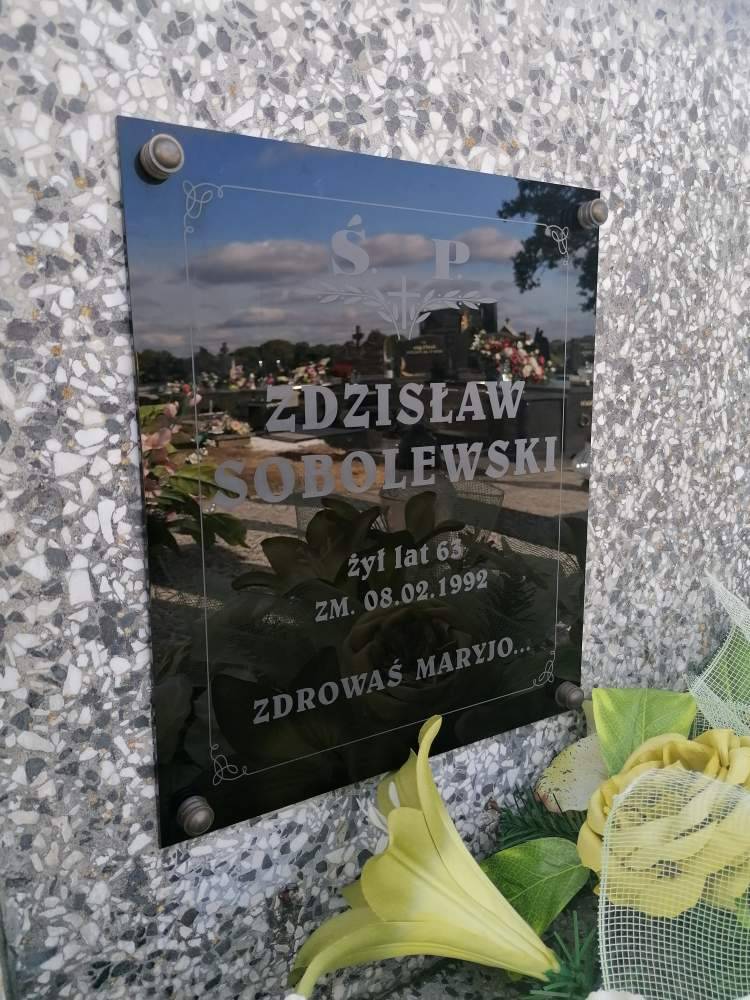 Ś. P.
ZDZISŁAW
SOBOLEWSKI
żył lat 63
ZM. 08.02.1992
ZDROWAŚ MARYJO...